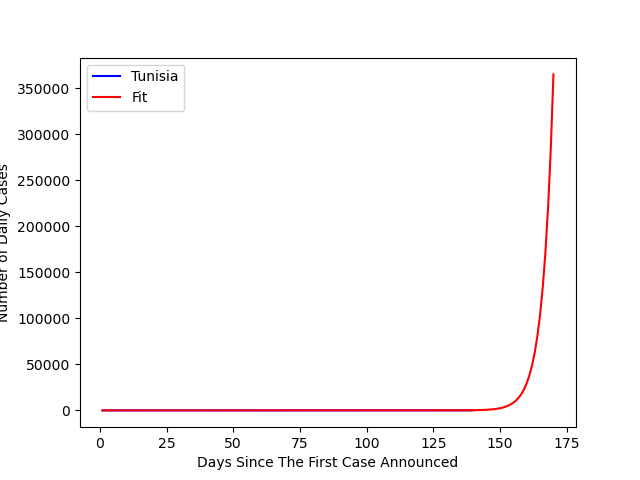 Tunisia
Fit
350000
300000
250000
200000
150000
100000
50000
0
Number of Daily Cases
0 25 50 75 100 125 150 175
Days Since The First Case Announced